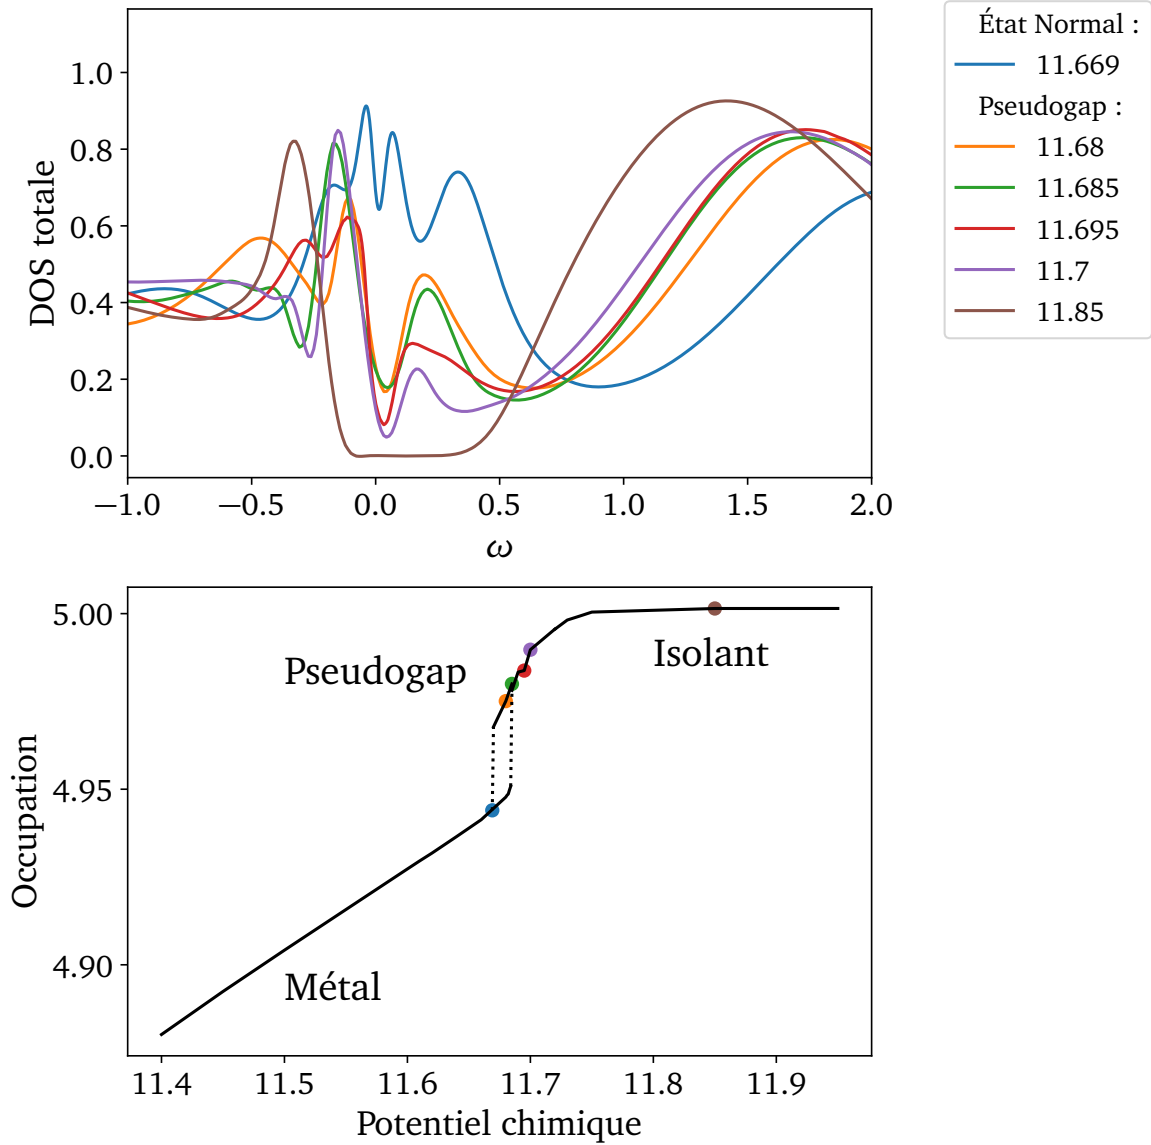 DOS totale
1.0
0.8
0.6
0.4
0.2
0.0
−1.0 −0.5 0.0 0.5 1.0 1.5 2.0
ω
État Normal :
11.669
Pseudogap :
11.68
11.685
11.695
11.7
11.85
Occupation
5.00
4.95
4.90
Pseudogap
Isolant
Métal
11.4 11.5 11.6 11.7 11.8 11.9
Potentiel chimique